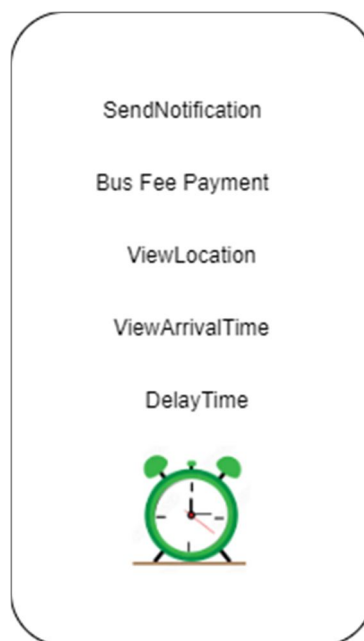 SendNotification
Bus Fee Payment
ViewLocation
ViewArrivalTime
DelayTime